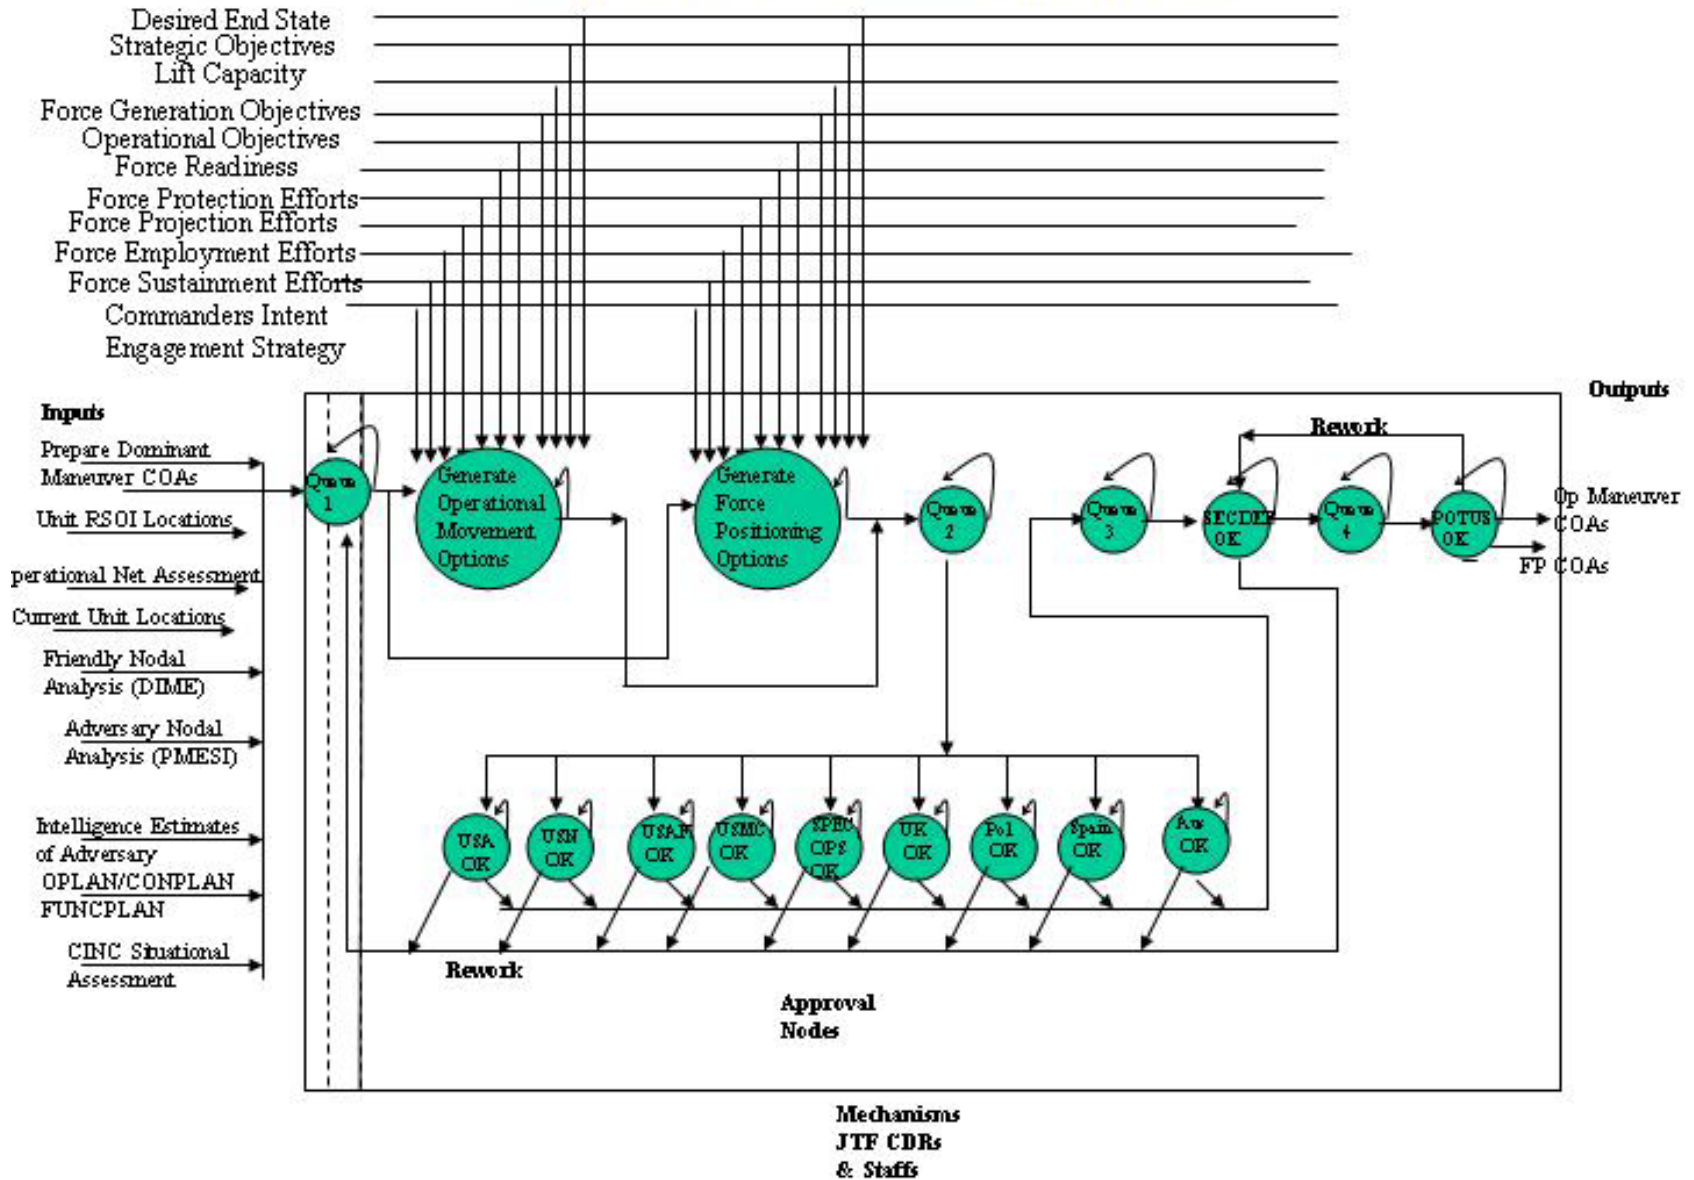 Desired End State
Strategic Objectives
Lift Capacity
Force Generation Objectives
Operational Objectives
Force Readiness
Force Protection Efforts
Force Projection Efforts
Force Employment Efforts
Force Sustainment Efforts
Commanders Intent
Engagement Strategy
Inputs
Outputs
Prepare Dominant
Maneuver COAs
Unit RSOI Locations
perational Net Assessment
Current Unit Locations
Friendly Nodal
Analysis (DIME)
Adversary Nodal
Analysis (PMESI)
Intelligence Estimates
of Adversary
OPLAN/CONPLAN
FUNCPLAN
CINC Situational
Assessment
Queue
1
Generate
Operational
Movement
Options
Generate
Force
Positioning
Options
Queue
2
Queue
3
SECDEF
OK
Queue
4
POTUS
OK
Rework
Op Maneuver
COAs
FP COAs
USA
OK
USN
OK
USAF
OK
USMC
OK
SPEC
OPS
OK
UK
OK
Pol
OK
Spain
OK
Aus
OK
Rework
Approval
Nodes
Mechanisms
JTF CDRs
& Staffs